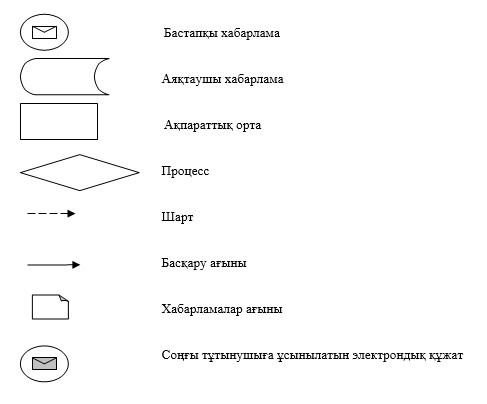 Бастапқы хабарлама
Аяқтаушы хабарлама
Ақпараттық орта
Процесс
Шарт
Басқару ағыны
Хабарламалар ағыны
Соңғы тұтынушыға ұсынылатын электрондық құжат